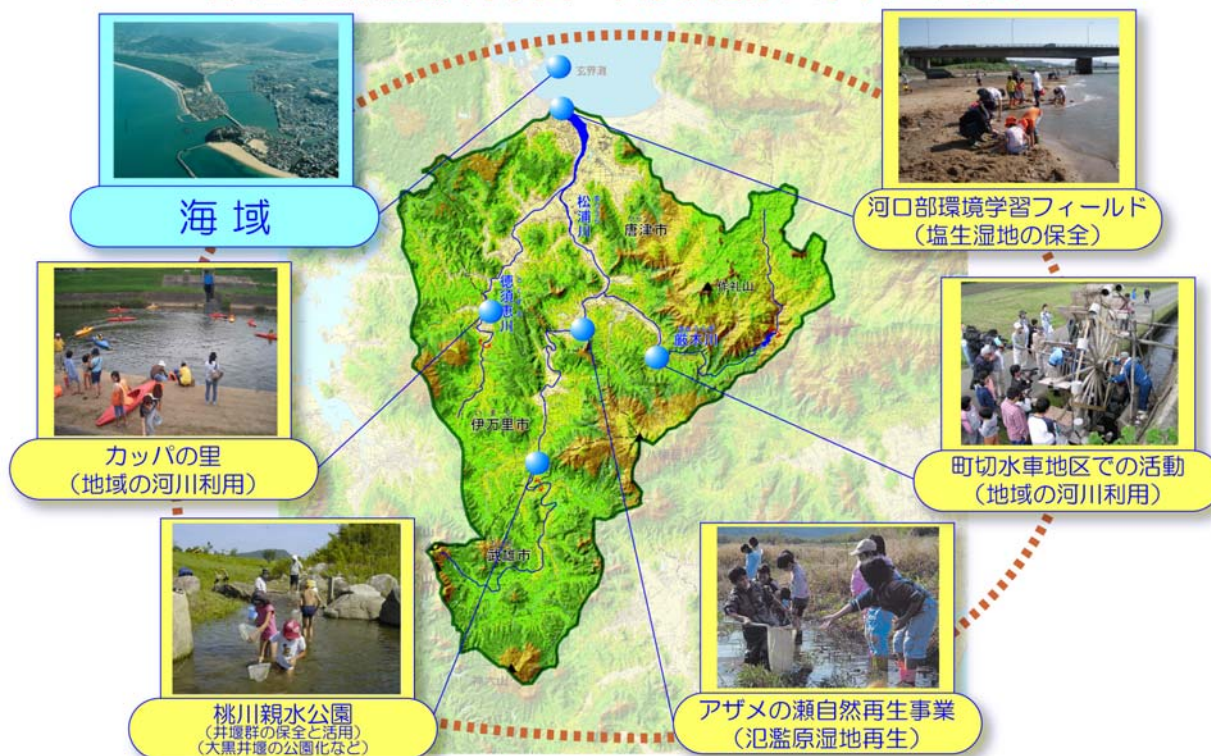 海域
河口部環境学習フィールド
（塩生湿地の保全）
カッパの里
（地域の河川利用）
町切水車地区での活動
（地域の河川利用）
桃川親水公園
（井堰群の保全と活用）
（大黒井堰の公園化など）
アザメの瀬自然再生事業
（氾濫原湿地再生）
玄界灘
松浦川
唐津市
作礼山
徳須恵川
厳木川
伊万里市
武雄市